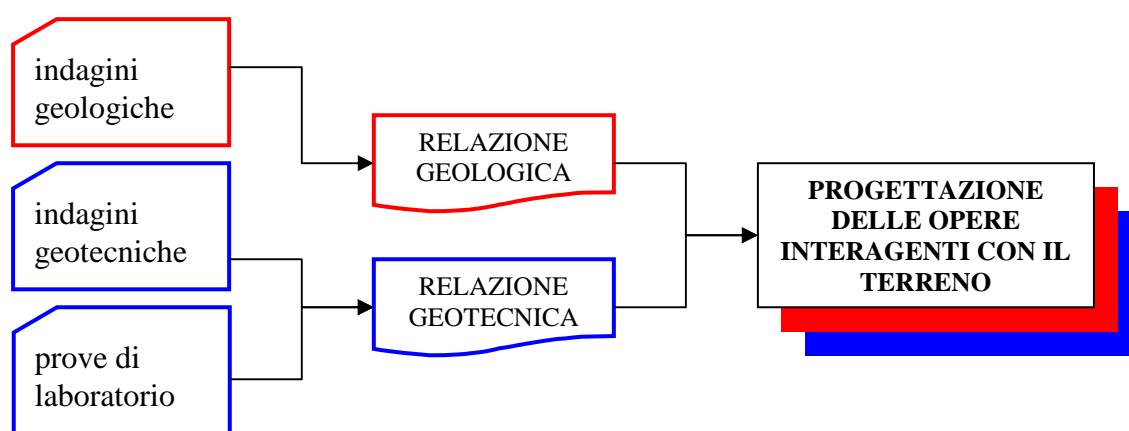 indagini
geologiche
indagini
geotecniche
prove di
laboratorio
RELAZIONE
GEOLOGICA
RELAZIONE
GEOTECNICA
PROGETTAZIONE
DELLE OPERE
INTERAGENTI CON IL
TERRENO